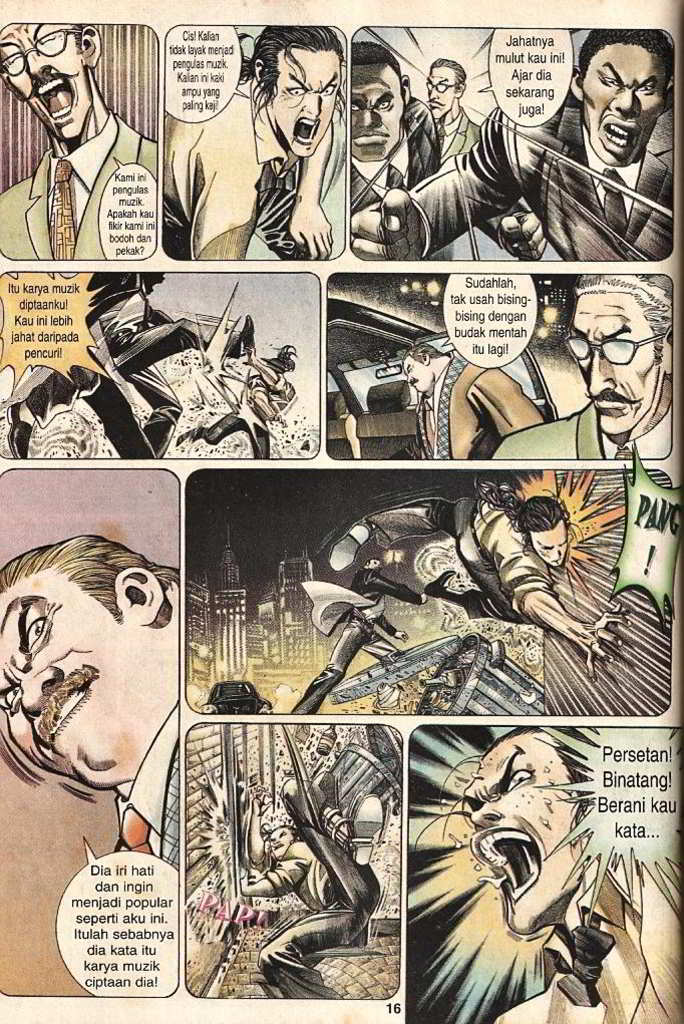 Kami ini
pengulas
muzik.
Apakah kau
fikir kami ini
bodoh dan
pekak?
Cis! Kalian
tidak layak menjadi
pengulas muzik.
Kalian ini kaki
ampu yang
paling keji!
Jahatnya
mulut kau ini!
Ajar dia
sekarang
juga!
Itu karya muzik
diptaanku!
Kau ini lebih
jahat daripada
pencuri!
Sudahlah,
tak usah bising-
bising dengan
budak mentah
itu lagi!
PANG
!
Dia iri hati
dan ingin
menjadi popular
seperti aku ini.
Itulah sebabnya
dia kata itu
karya muzik
ciptaan dia!
PAP!
Persetan!
Binatang!
Berani kau
kata...
16